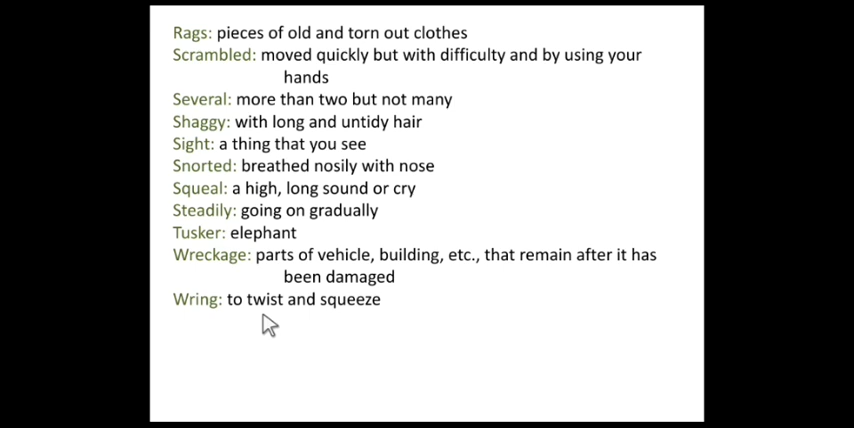 Rags: pieces of old and torn out clothes
Scrambled: moved quickly but with difficulty and by using your
hands
Several: more than two but not many
Shaggy: with long and untidy hair
Sight: a thing that you see
Snorted: breathed nosily with nose
Squeal: a high, long sound or cry
Steadily: going on gradually
Tusker: elephant
Wreckage: parts of vehicle, building, etc., that remain after it has
been damaged
Wring: to twist and squeeze